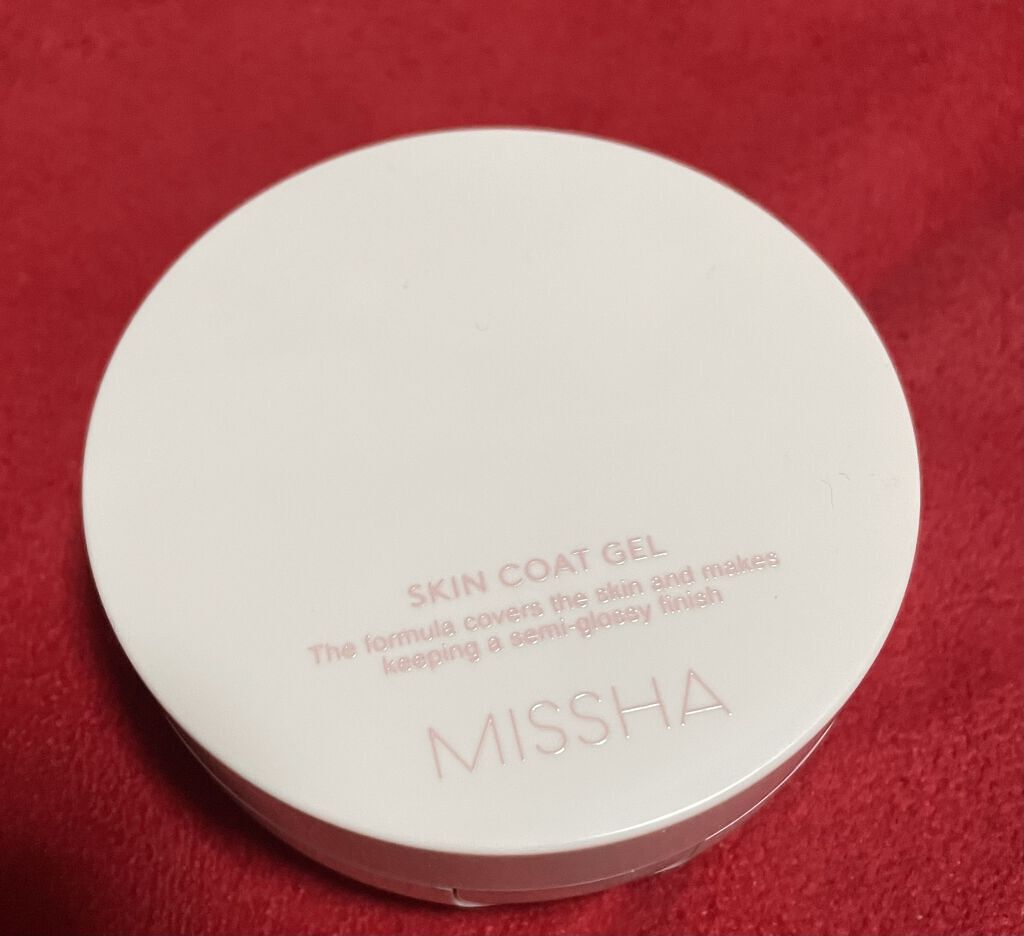 SKIN COAT GEL
The formula covers the skin and makes
keeping a semi-glossy finish
MISSHA